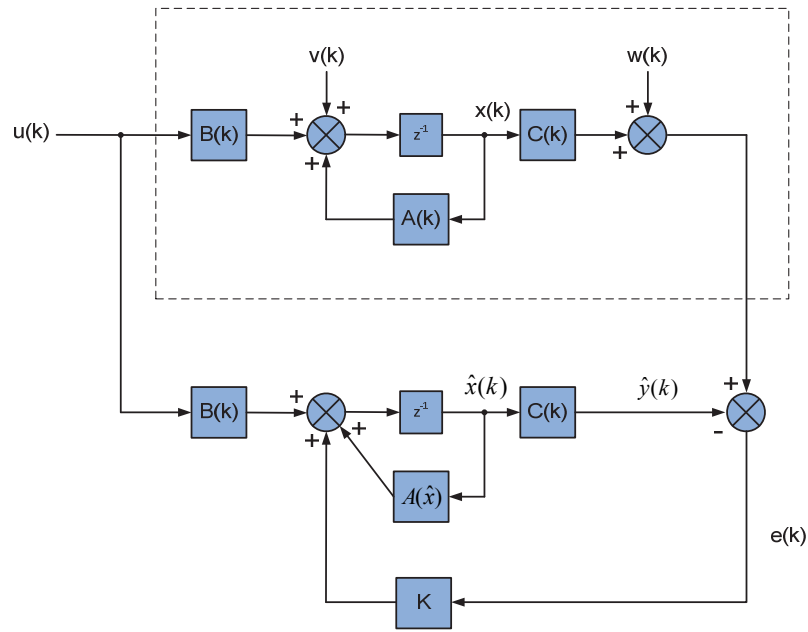 v(k)
w(k)
+
+
x(k)
+
u(k)
B(k)
z⁻¹
C(k)
+
+
A(k)
x̂(k)
ŷ(k)
+
+
B(k)
z⁻¹
C(k)
+
+
-
A(x̂)
e(k)
K